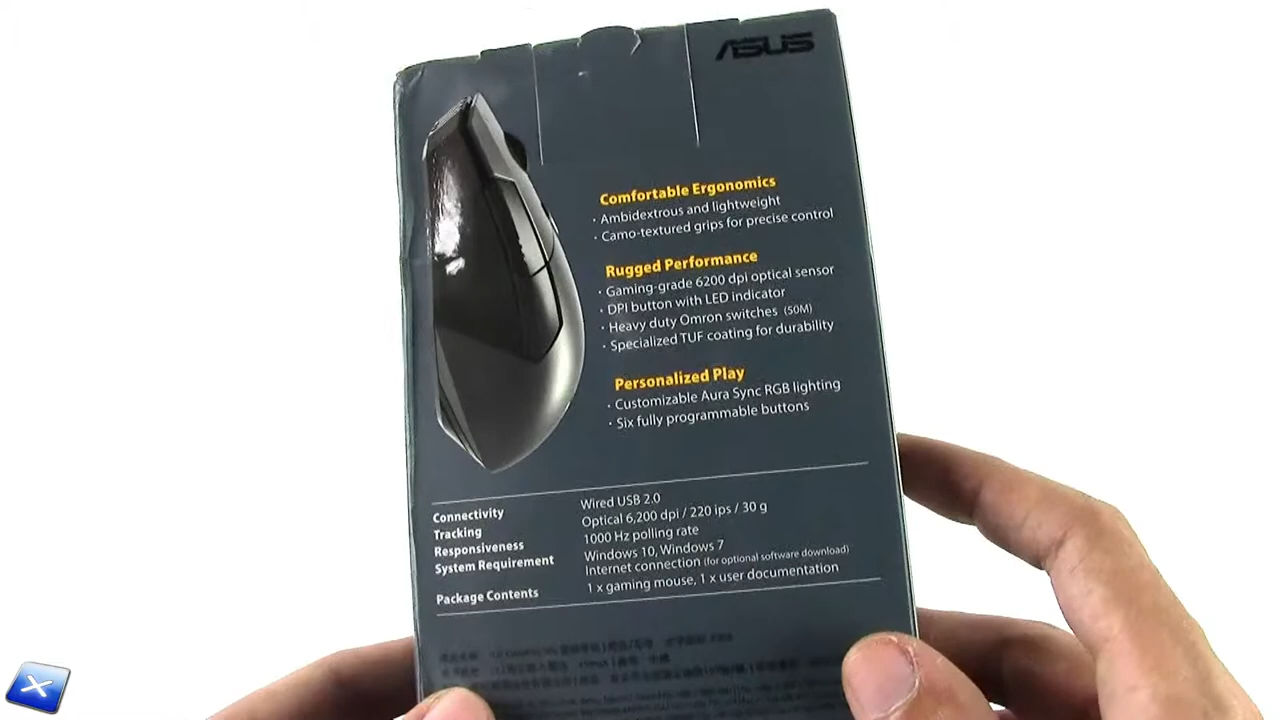 ASUS
Comfortable Ergonomics
· Ambidextrous and lightweight
· Camo-textured grips for precise control
Rugged Performance
· Gaming-grade 6200 dpi optical sensor
· DPI button with LED indicator
· Heavy duty Omron switches (50M)
· Specialized TUF coating for durability
Personalized Play
· Customizable Aura Sync RGB lighting
· Six fully programmable buttons
Connectivity Wired USB 2.0
Tracking Optical 6,200 dpi / 220 ips / 30 g
Responsiveness 1000 Hz polling rate
System Requirement Windows 10, Windows 7
Internet connection (for optional software download)
Package Contents 1 x gaming mouse, 1 x user documentation